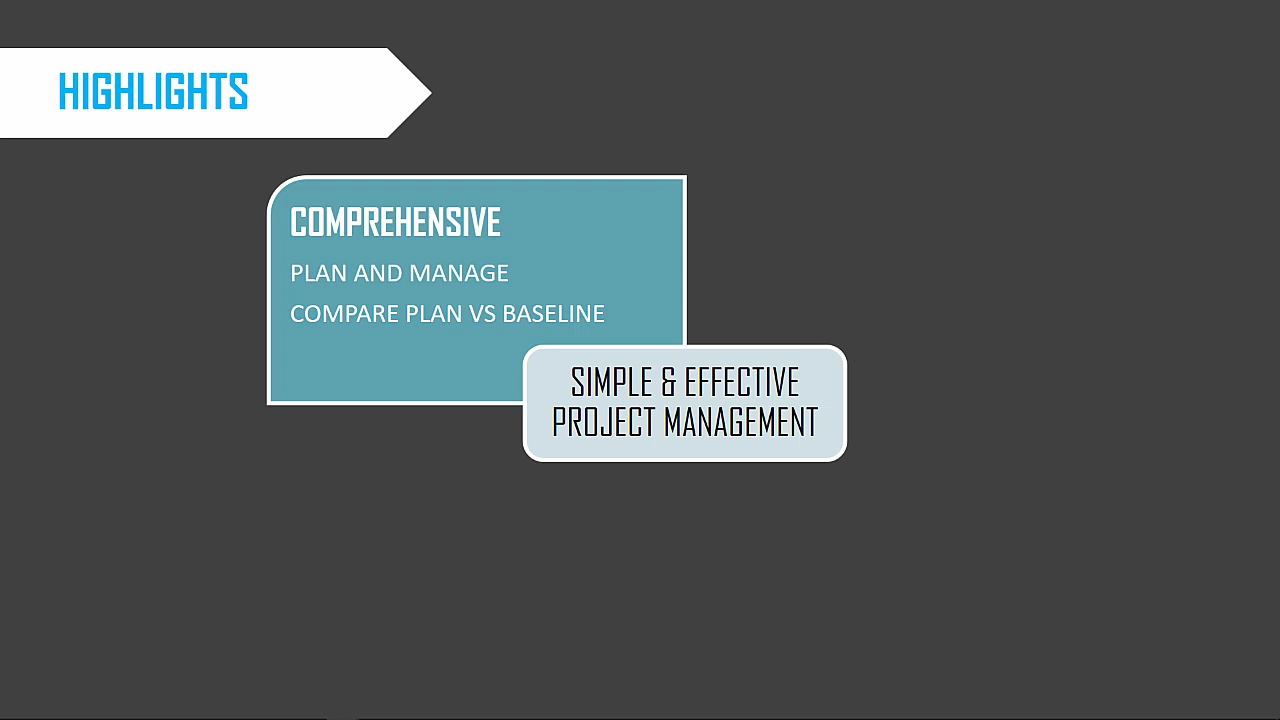 HIGHLIGHTS
COMPREHENSIVE
PLAN AND MANAGE
COMPARE PLAN VS BASELINE
SIMPLE & EFFECTIVE
PROJECT MANAGEMENT